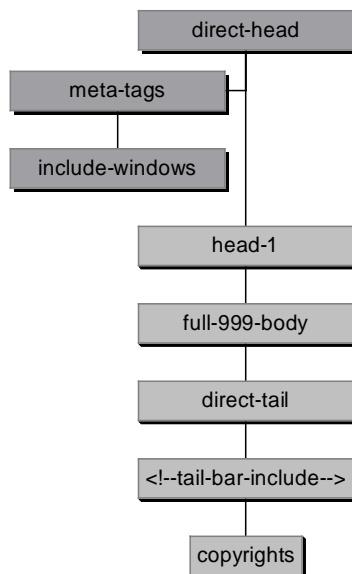 direct-head
meta-tags
include-windows
head-1
full-999-body
direct-tail
<!--tail-bar-include-->
copyrights